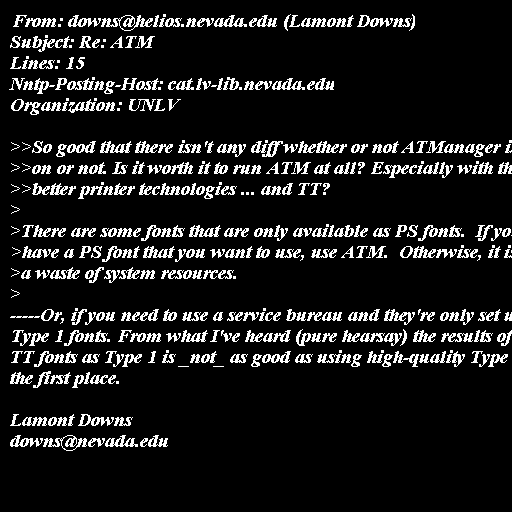 From: downs@helios.nevada.edu (Lamont Downs)
Subject: Re: ATM
Lines: 15
Nntp-Posting-Host: cat.lv-lib.nevada.edu
Organization: UNLV

>>So good that there isn't any diff whether or not ATManager i
>>on or not. Is it worth it to run ATM at all? Especially with th
>>better printer technologies ... and TT?
>
>There are some fonts that are only available as PS fonts.  If yo
>have a PS font that you want to use, use ATM.  Otherwise, it is
>a waste of system resources.
>
-----Or, if you need to use a service bureau and they're only set u
Type 1 fonts. From what I've heard (pure hearsay) the results of
TT fonts as Type 1 is _not_ as good as using high-quality Type
the first place.

Lamont Downs
downs@nevada.edu